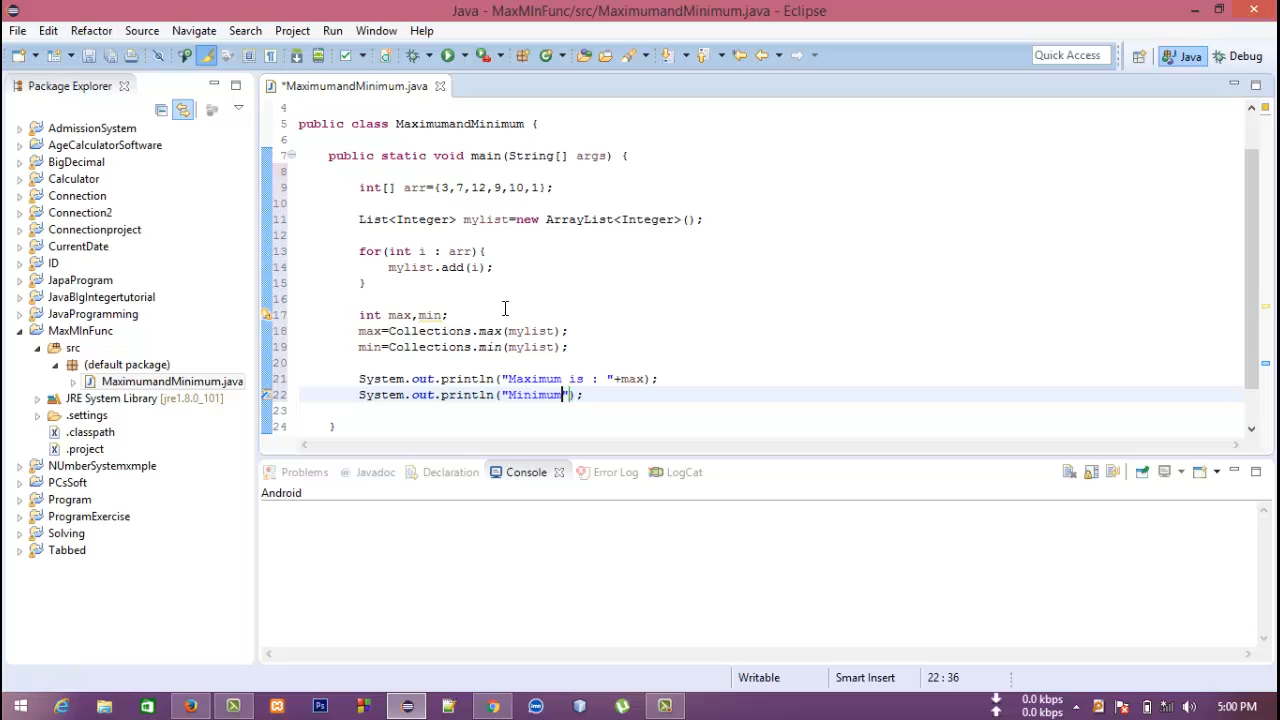 Java - MaxMInFunc/src/MaximumandMinimum.java - Eclipse
File Edit Refactor Source Navigate Search Project Run Window Help
Quick Access Java Debug
Package Explorer
*MaximumandMinimum.java
AdmissionSystem
AgeCalculatorSoftware
BigDecimal
Calculator
Connection
Connection2
Connectionproject
CurrentDate
ID
JapaProgram
JavaBIgIntegertutorial
JavaProgramming
MaxMInFunc
src
(default package)
MaximumandMinimum.java
JRE System Library [jre1.8.0_101]
.settings
.classpath
.project
NUmberSystemxmple
PCsSoft
Program
ProgramExercise
Solving
Tabbed
4
5 public class MaximumandMinimum {
6
7 public static void main(String[] args) {
8
9 int[] arr={3,7,12,9,10,1};
10
11 List<Integer> mylist=new ArrayList<Integer>();
12
13 for(int i : arr){
14 mylist.add(i);
15 }
16
17 int max,min;
18 max=Collections.max(mylist);
19 min=Collections.min(mylist);
20
21 System.out.println("Maximum is : "+max);
22 System.out.println("Minimum");
23
24 }
Problems Javadoc Declaration Console Error Log LogCat
Android
Writable Smart Insert 22 : 36
0.0 kbps
0.0 kbps
5:00 PM